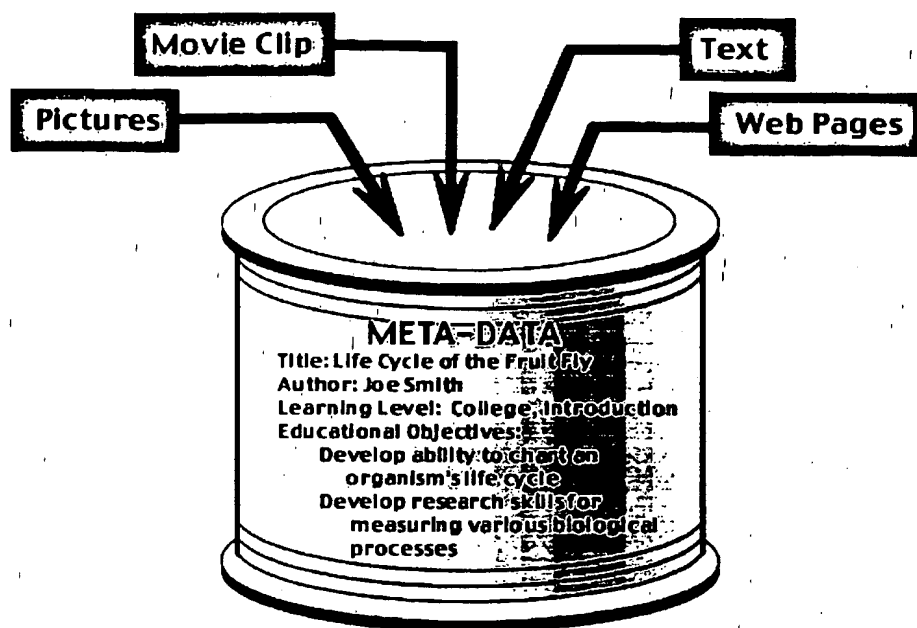 Movie Clip
Text
Pictures
Web Pages
META-DATA
Title: Life Cycle of the Fruit Fly
Author: Joe Smith
Learning Level: College, Introduction
Educational Objectives:
Develop ability to chart an
organism's life cycle
Develop research skills for
measuring various biological
processes